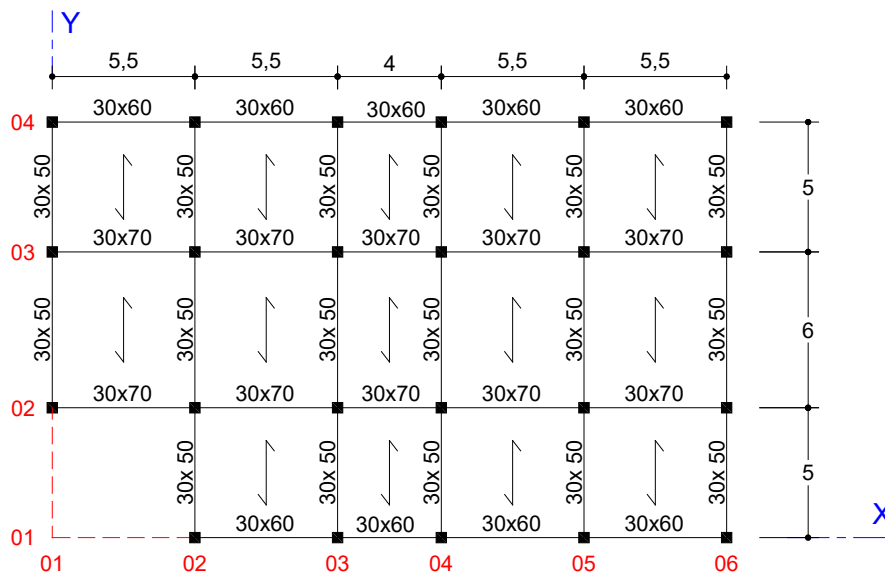 Y
5,5 5,5 4 5,5 5,5
04 30x60 30x60 30x60 30x60 30x60
30x 50 30x 50 30x 50 30x 50 30x 50 30x 50 5
03 30x70 30x70 30x70 30x70 30x70
30x 50 30x 50 30x 50 30x 50 30x 50 30x 50 6
02 30x70 30x70 30x70 30x70 30x70
30x 50 30x 50 30x 50 30x 50 30x 50 5
X
01 30x60 30x60 30x60 30x60
01 02 03 04 05 06